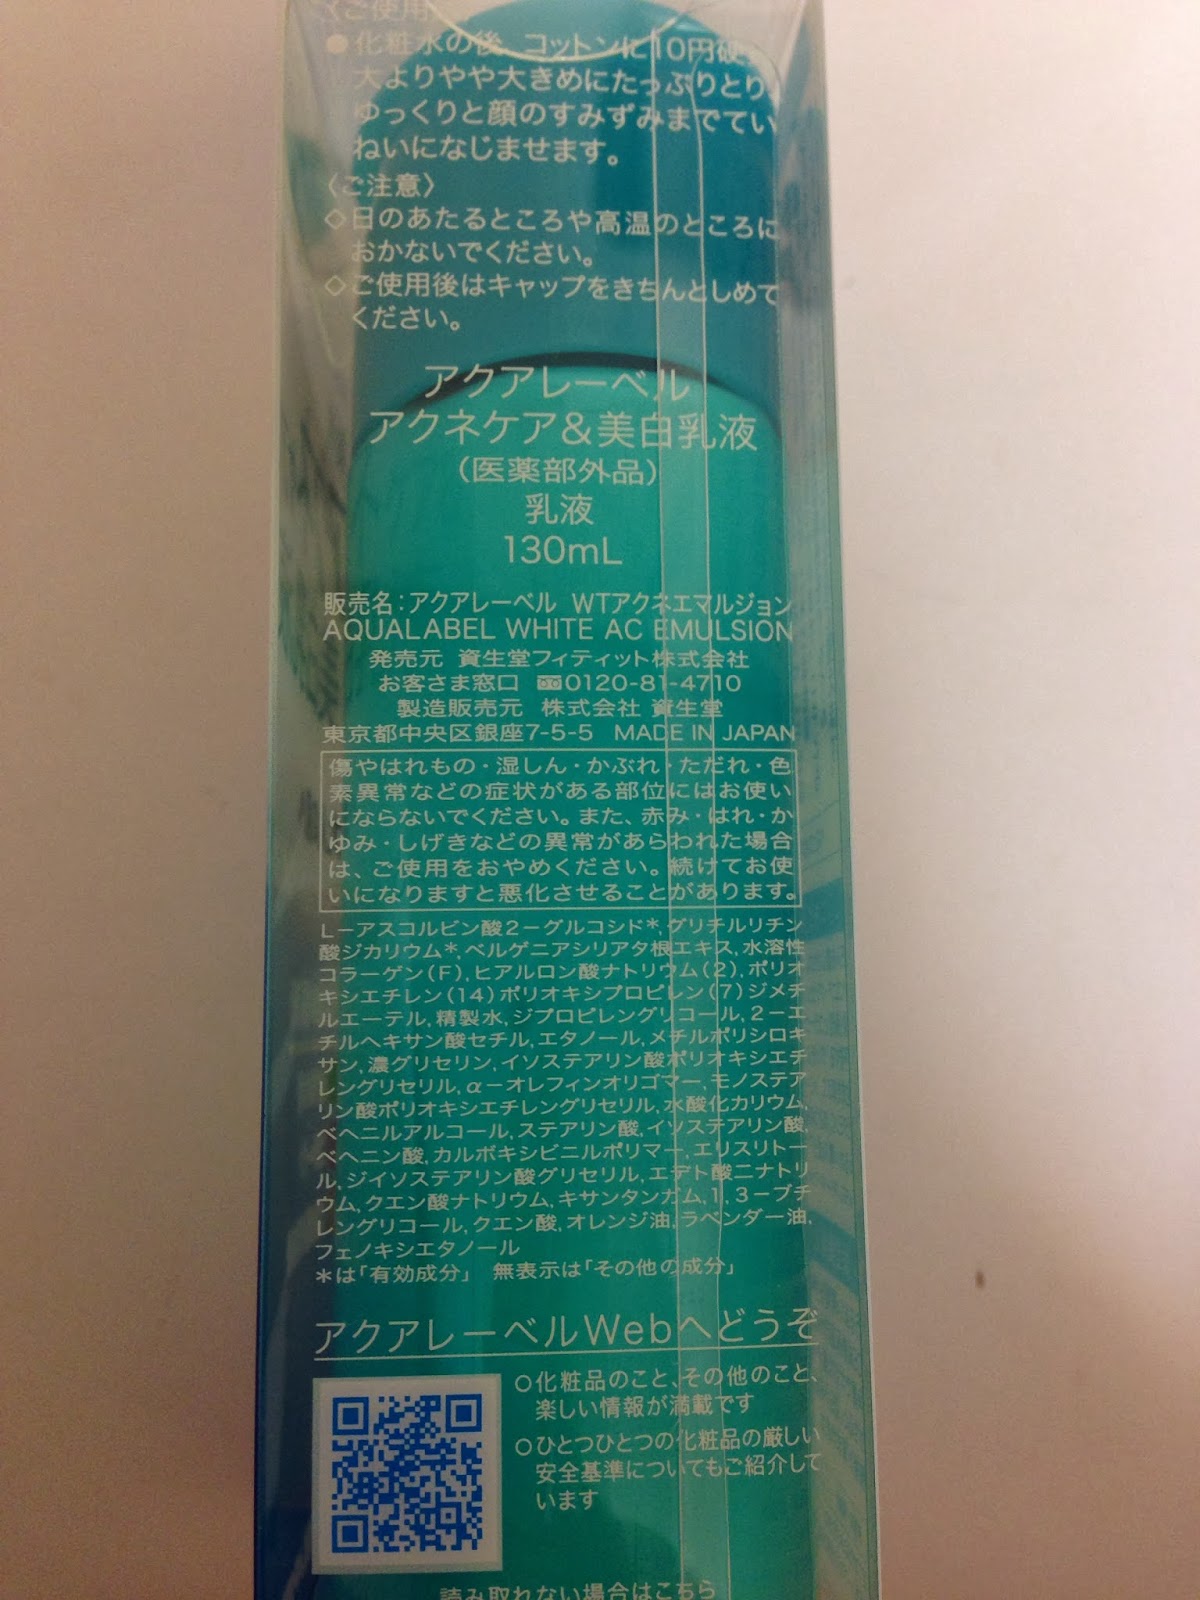 〈ご使用
●化粧水の後、コットンに10円硬
大よりやや大きめにたっぷりとり、
ゆっくりと顔のすみずみまでてい
ねいになじませます。
〈ご注意〉
◇日のあたるところや高温のところに
おかないでください。
◇ご使用後はキャップをきちんとしめて
ください。
アクアレーベル
アクネケア&美白乳液
(医薬部外品)
乳液
130mL
販売名:アクアレーベル WTアクネエマルジョン
AQUALABEL WHITE AC EMULSION
発売元 資生堂フィティット株式会社
お客さま窓口 0120-81-4710
製造販売元 株式会社 資生堂
東京都中央区銀座7-5-5 MADE IN JAPAN
傷やはれもの・湿しん・かぶれ・ただれ・色
素異常などの症状がある部位にはお使い
にならないでください。また、赤み・はれ・か
ゆみ・しげきなどの異常があらわれた場合
は、ご使用をおやめください。続けてお使
いになりますと悪化させることがあります。
L-アスコルビン酸2-グルコシド*,グリチルリチン
酸ジカリウム*,ベルゲニアシリアタ根エキス,水溶性
コラーゲン(F),ヒアルロン酸ナトリウム(2),ポリオ
キシエチレン(14)ポリオキシプロピレン(7)ジメチ
ルエーテル,精製水,ジプロピレングリコール,2-エ
チルヘキサン酸セチル,エタノール,メチルポリシロキ
サン,濃グリセリン,イソステアリン酸ポリオキシエチ
レングリセリル,α-オレフィンオリゴマー,モノステア
リン酸ポリオキシエチレングリセリル,水酸化カリウム,
ベヘニルアルコール,ステアリン酸,イソステアリン酸,
ベヘニン酸,カルボキシビニルポリマー,エリスリトー
ル,ジイソステアリン酸グリセリル,エデト酸二ナトリ
ウム,クエン酸ナトリウム,キサンタンガム,1,3-ブチ
レングリコール,クエン酸,オレンジ油,ラベンダー油,
フェノキシエタノール
*は「有効成分」 無表示は「その他の成分」
アクアレーベルWebへどうぞ
○化粧品のこと、その他のこと、
楽しい情報が満載です
○ひとつひとつの化粧品の厳しい
安全基準についてもご紹介して
います
読み取れない場合はこちら